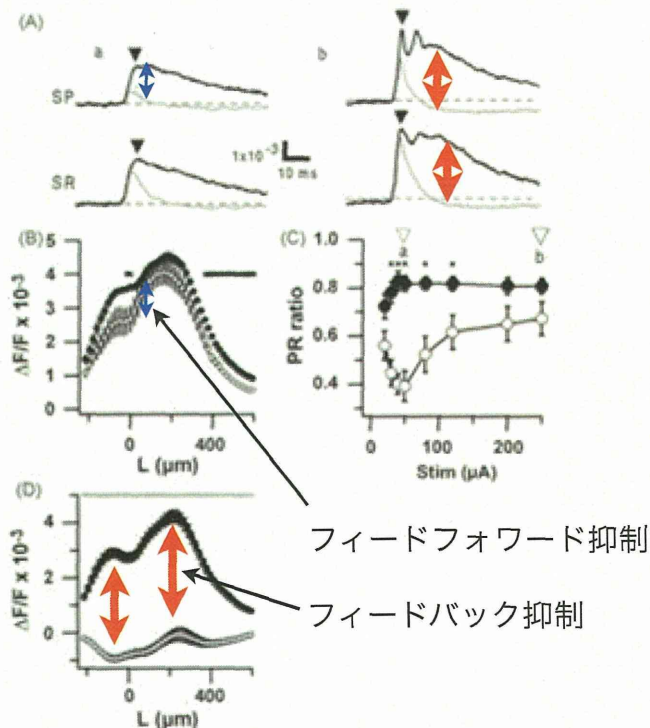 (A)
a
b
SP
SR
1x10⁻³
10 ms
(B)
5
4
3
2
1
0
ΔF/F x 10⁻³
0
400
L (µm)
(C)
1.0
0.8
0.6
0.4
PR ratio
a
b
0
100
200
Stim (µA)
(D)
4
2
0
ΔF/F x 10⁻³
0
400
L (µm)
フィードフォワード抑制
フィードバック抑制